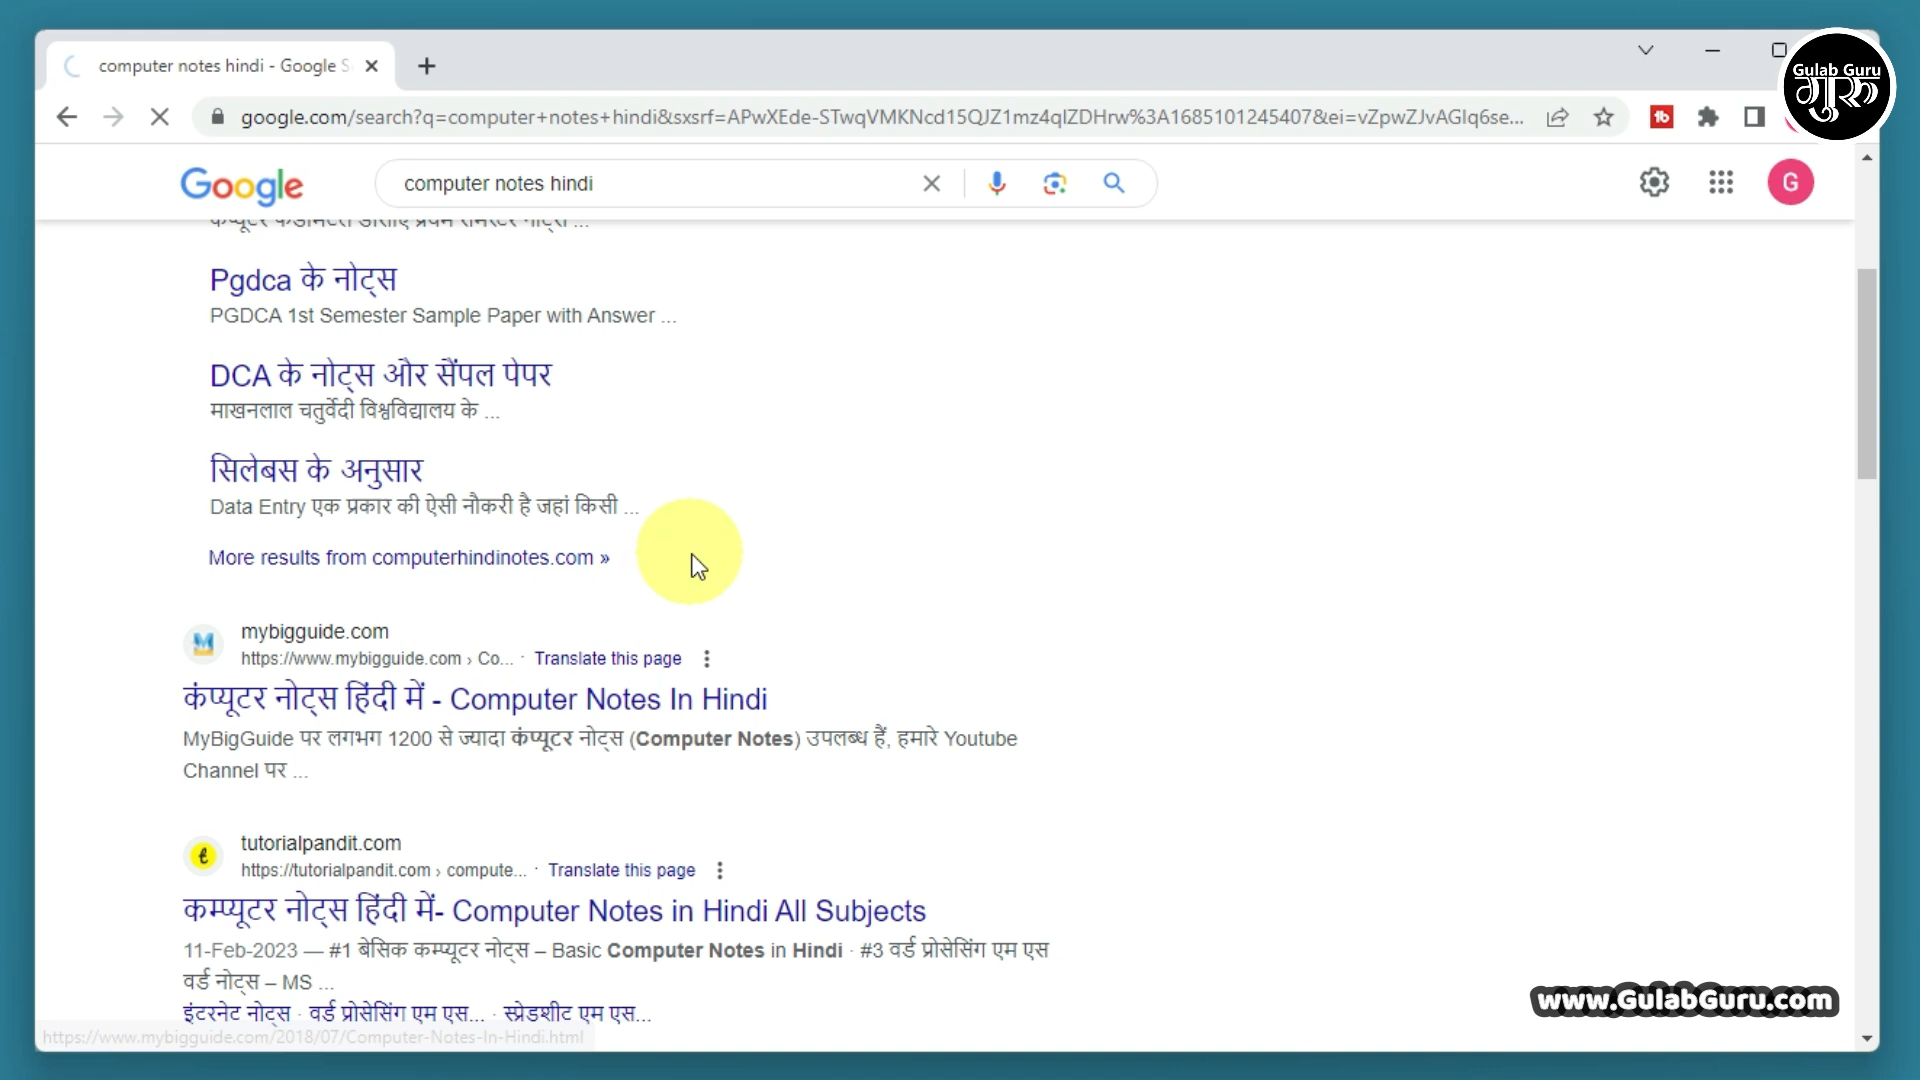 computer notes hindi - Google S
google.com/search?q=computer+notes+hindi&sxsrf=APwXEde-STwqVMKNcd15QJZ1mz4qlZDHrw%3A1685101245407&ei=vZpwZJvAGIq6se...
Gulab Guru
गुरु
Google
computer notes hindi
G
Pgdca के नोट्स
PGDCA 1st Semester Sample Paper with Answer ...
DCA के नोट्स और सैंपल पेपर
माखनलाल चतुर्वेदी विश्वविद्यालय के ...
सिलेबस के अनुसार
Data Entry एक प्रकार की ऐसी नौकरी है जहां किसी ...
More results from computerhindinotes.com »
mybigguide.com
https://www.mybigguide.com › Co... · Translate this page
कंप्यूटर नोट्स हिंदी में - Computer Notes In Hindi
MyBigGuide पर लगभग 1200 से ज्यादा कंप्यूटर नोट्स (Computer Notes) उपलब्ध हैं, हमारे Youtube
Channel पर ...
tutorialpandit.com
https://tutorialpandit.com › compute... · Translate this page
कम्प्यूटर नोट्स हिंदी में- Computer Notes in Hindi All Subjects
11-Feb-2023 — #1 बेसिक कम्प्यूटर नोट्स – Basic Computer Notes in Hindi · #3 वर्ड प्रोसेसिंग एम एस
वर्ड नोट्स – MS ...
इंटरनेट नोट्स · वर्ड प्रोसेसिंग एम एस... · स्प्रेडशीट एम एस...
https://www.mybigguide.com/2018/07/Computer-Notes-In-Hindi.html
www.GulabGuru.com